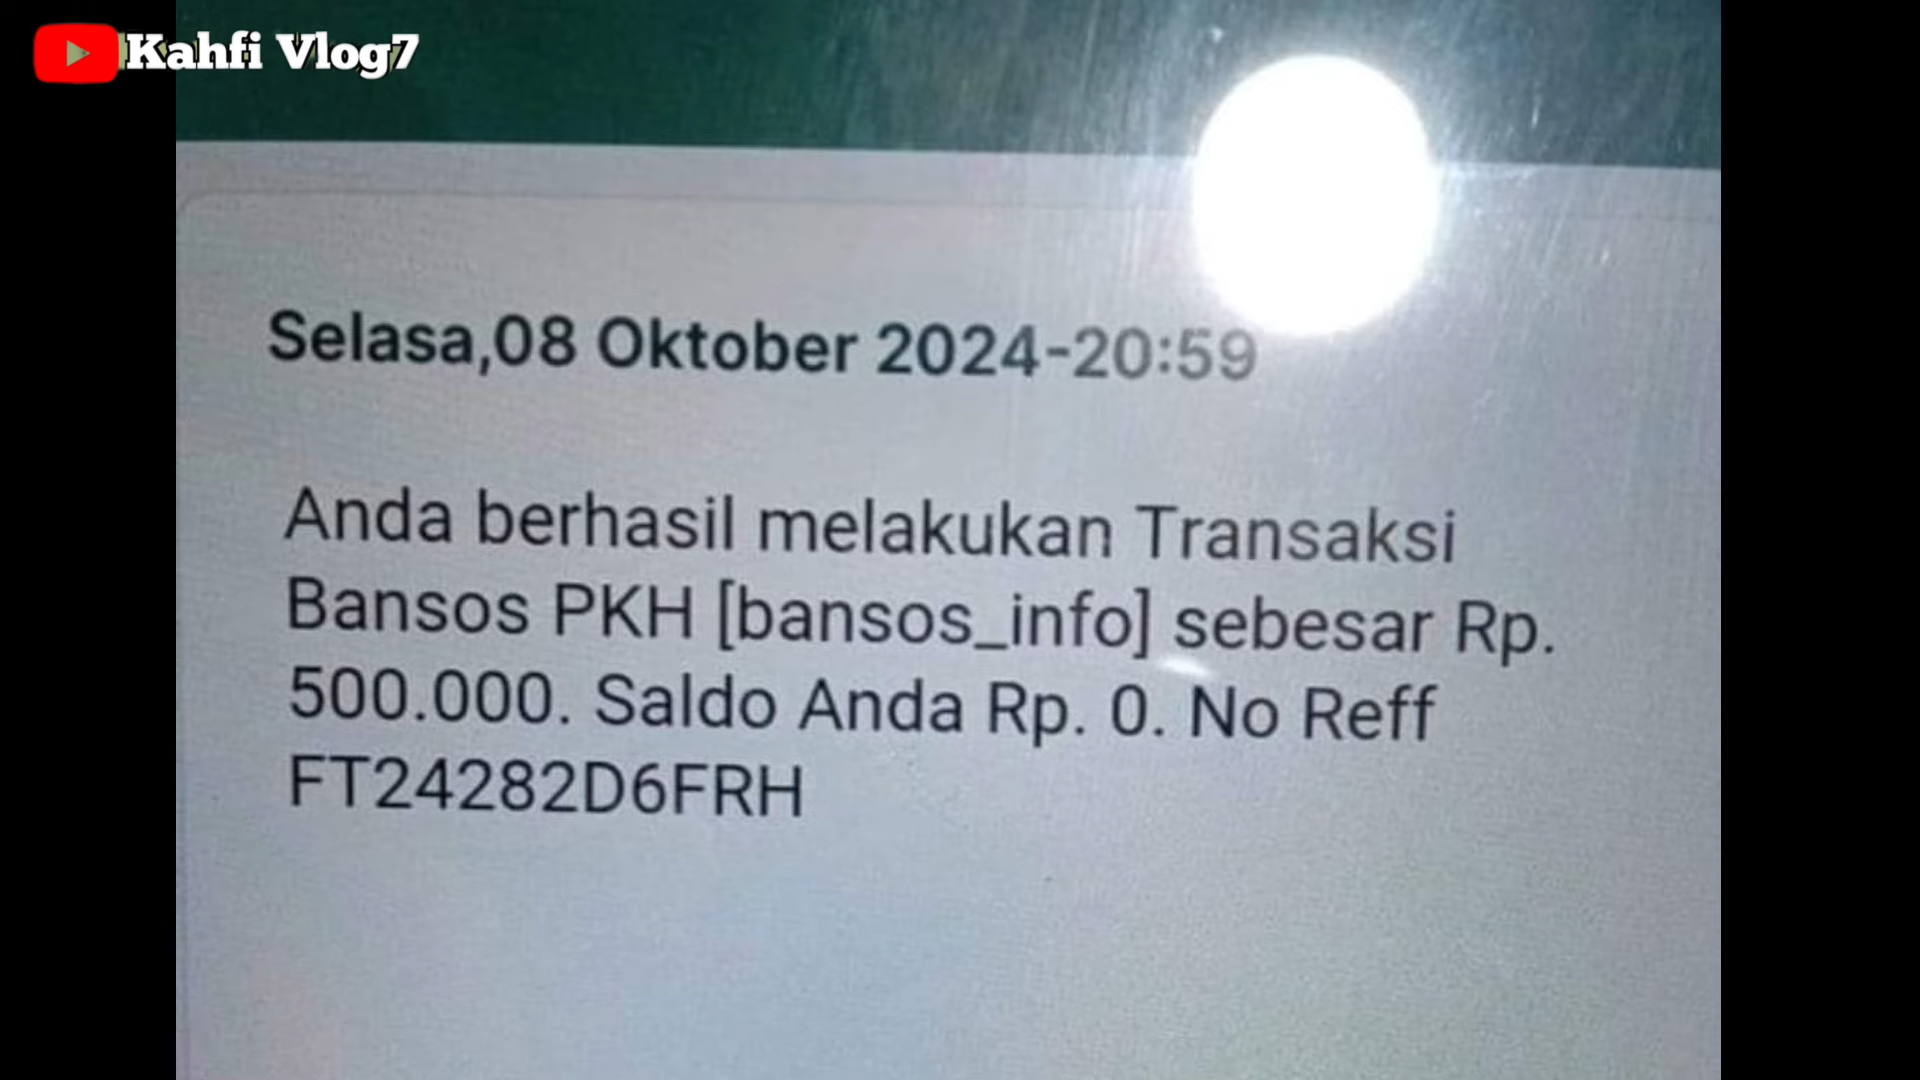 Kahfi Vlog7
Selasa,08 Oktober 2024-20:59
Anda berhasil melakukan Transaksi
Bansos PKH [bansos_info] sebesar Rp.
500.000. Saldo Anda Rp. 0. No Reff
FT24282D6FRH